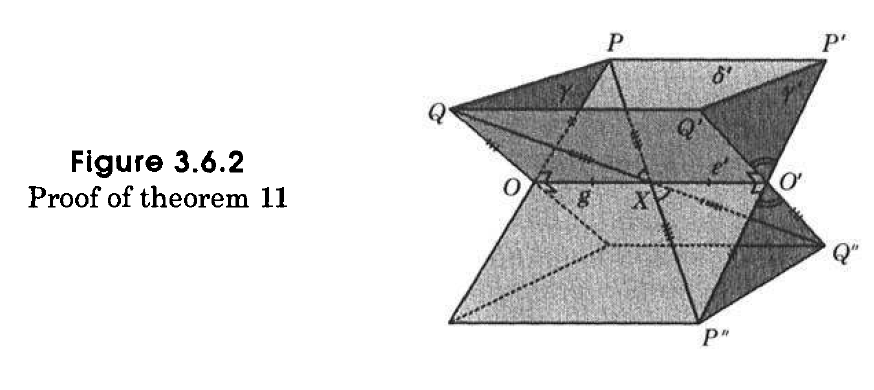 Figure 3.6.2
Proof of theorem 11
P
P′
δ′
γ
γ′
Q
Q′
ε′
O
O′
g
X
Q″
P″